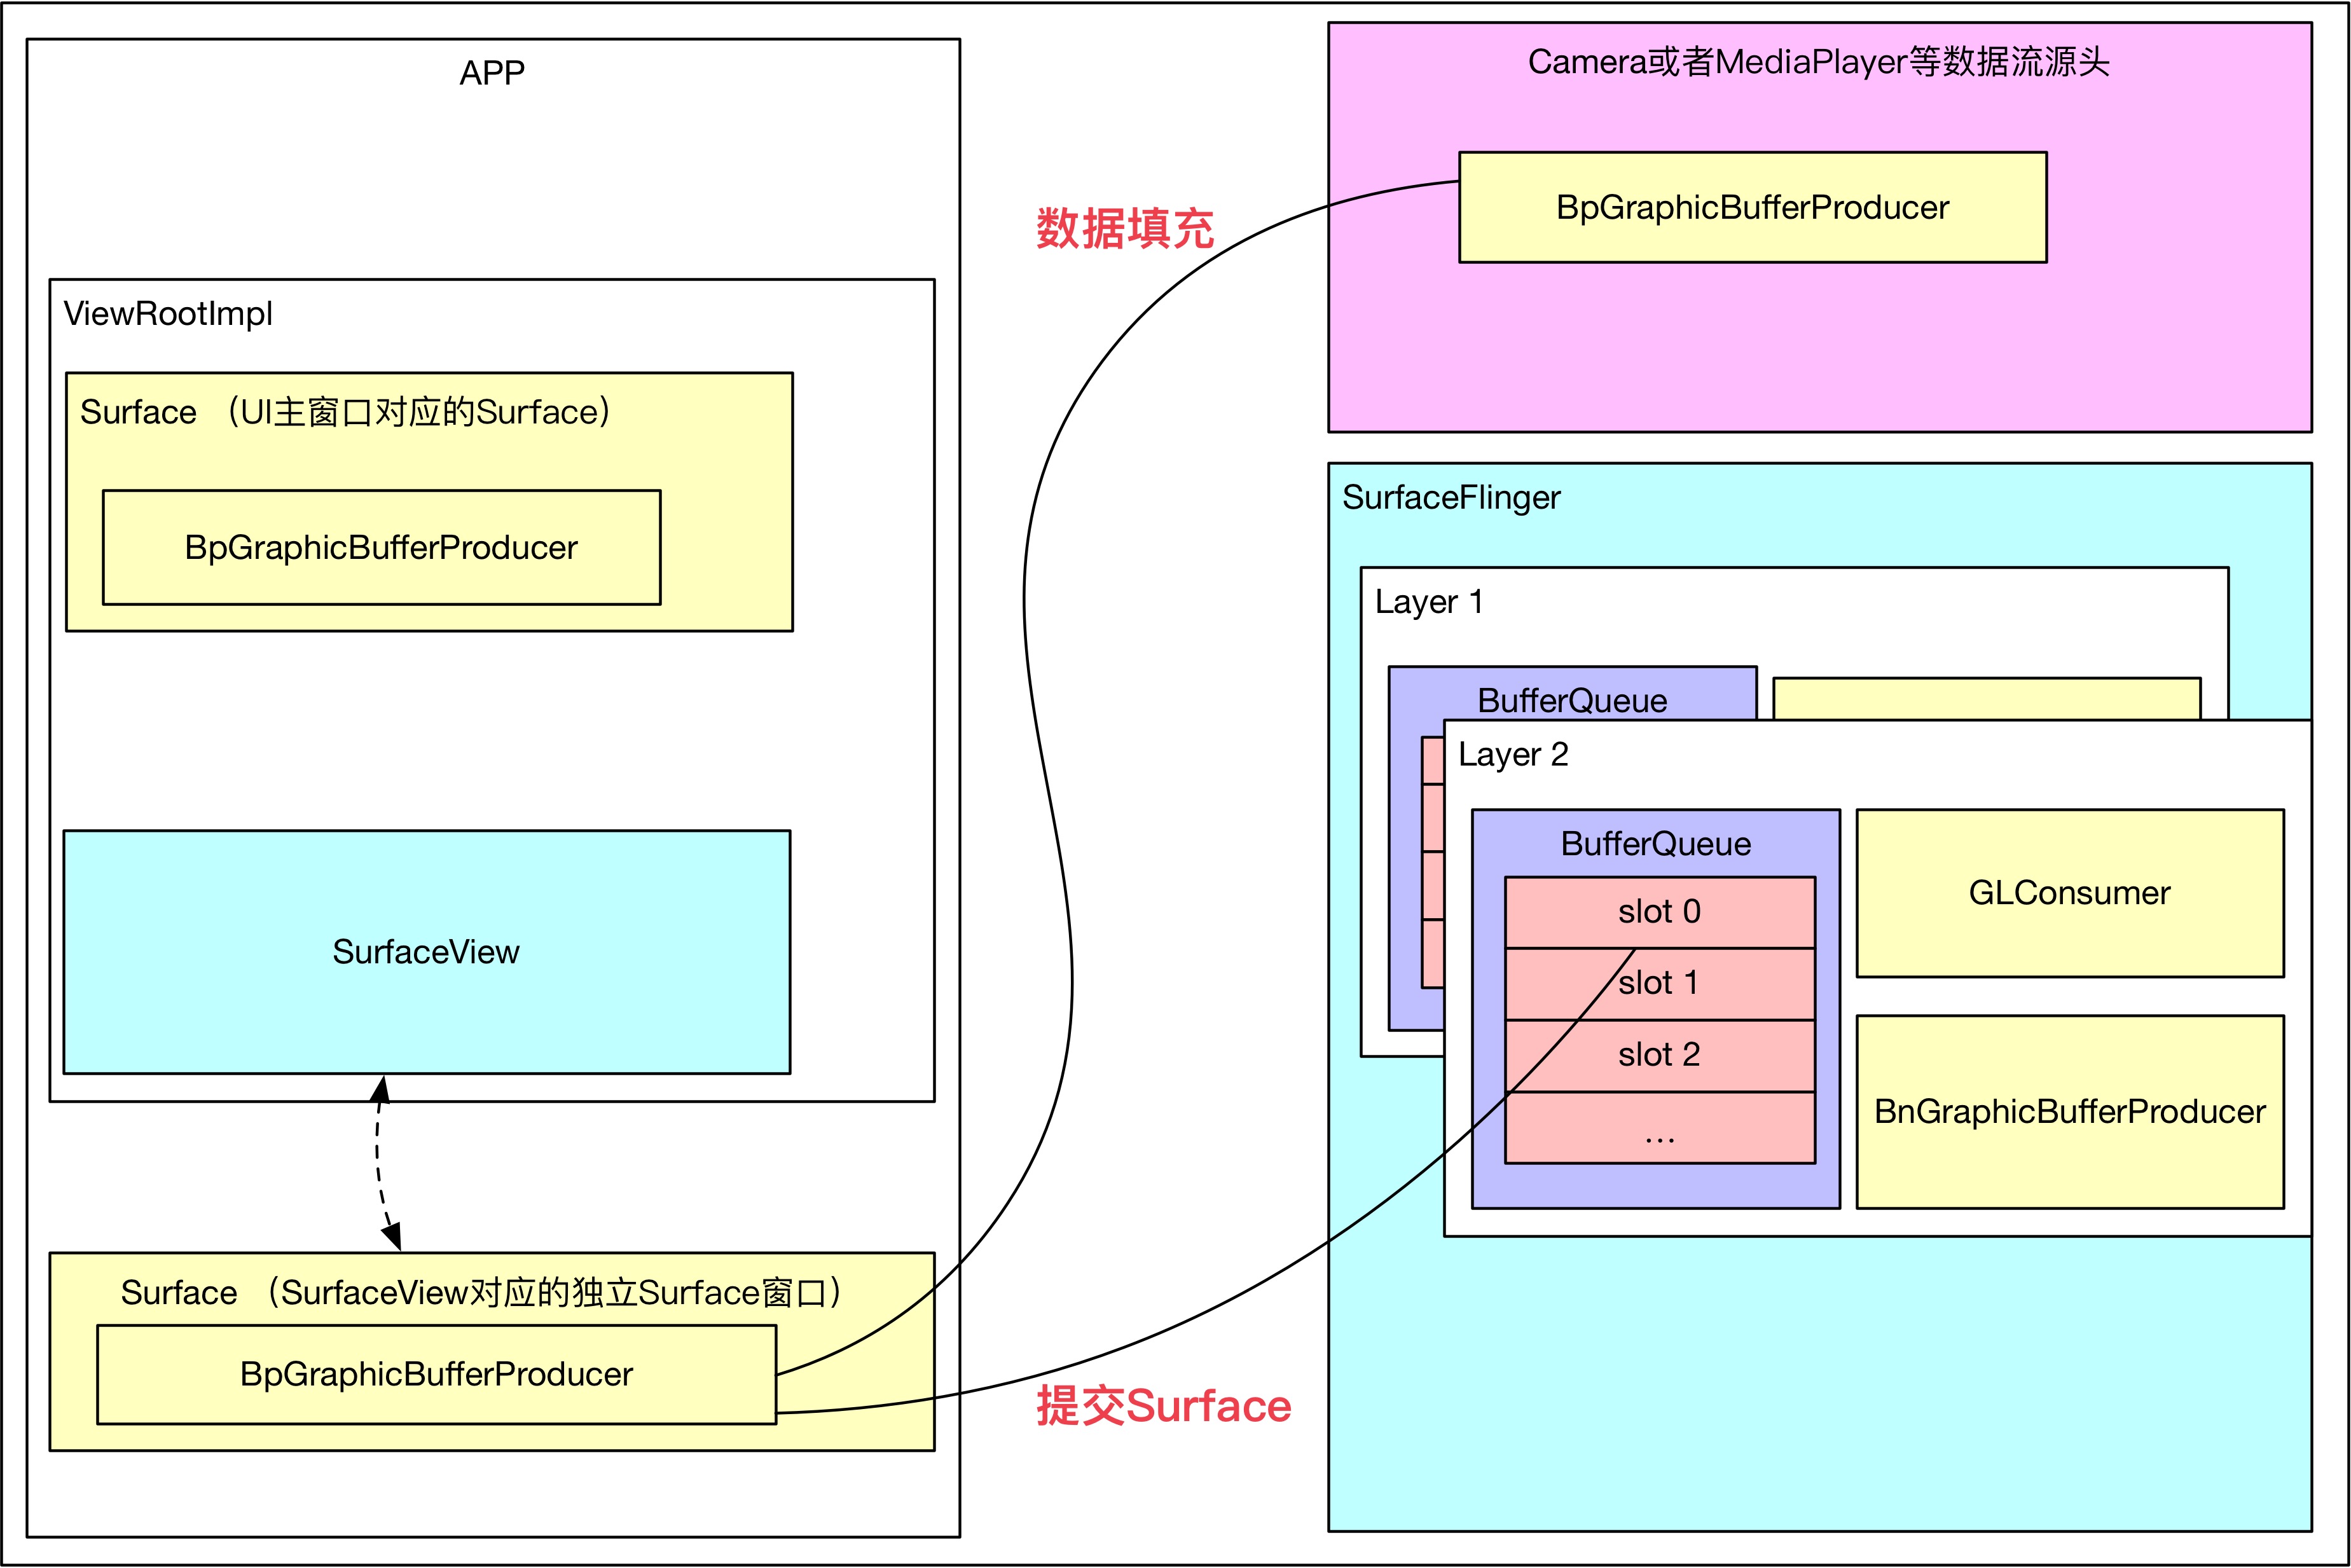 APP
ViewRootImpl
Surface （UI主窗口对应的Surface）
BpGraphicBufferProducer
SurfaceView
Surface （SurfaceView对应的独立Surface窗口）
BpGraphicBufferProducer
数据填充
提交Surface
Camera或者MediaPlayer等数据流源头
BpGraphicBufferProducer
SurfaceFlinger
Layer 1
BufferQueue
Layer 2
BufferQueue
slot 0
slot 1
slot 2
...
GLConsumer
BnGraphicBufferProducer